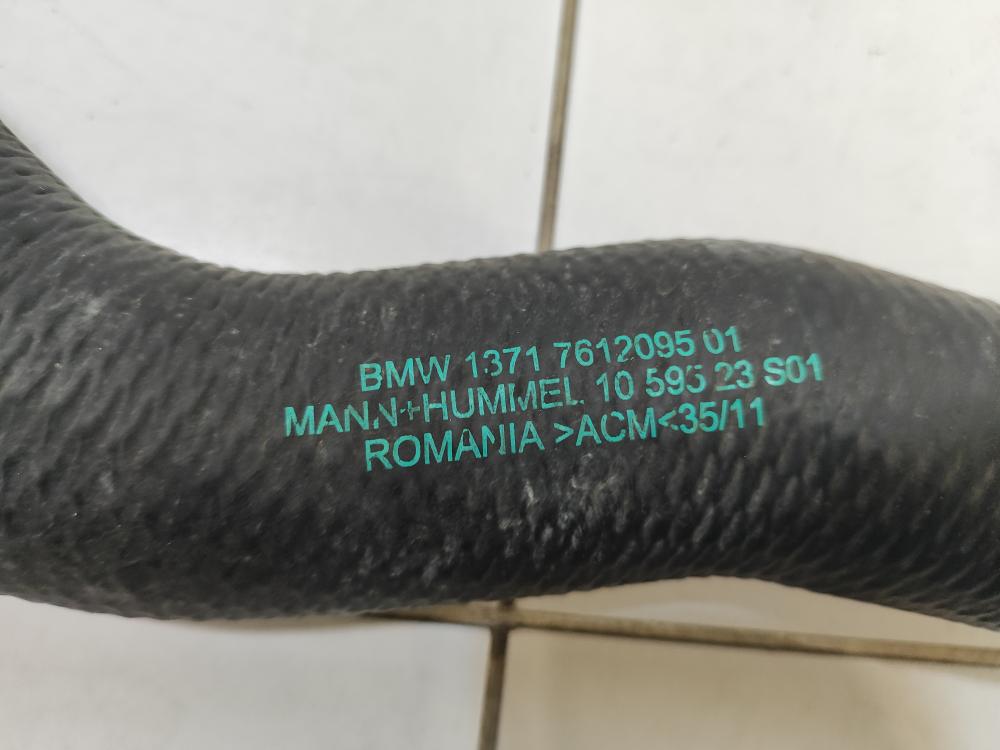 BMW 1371 7612095 01
MANN+HUMMEL 10 595 23 S01
ROMANIA >ACM<35/11